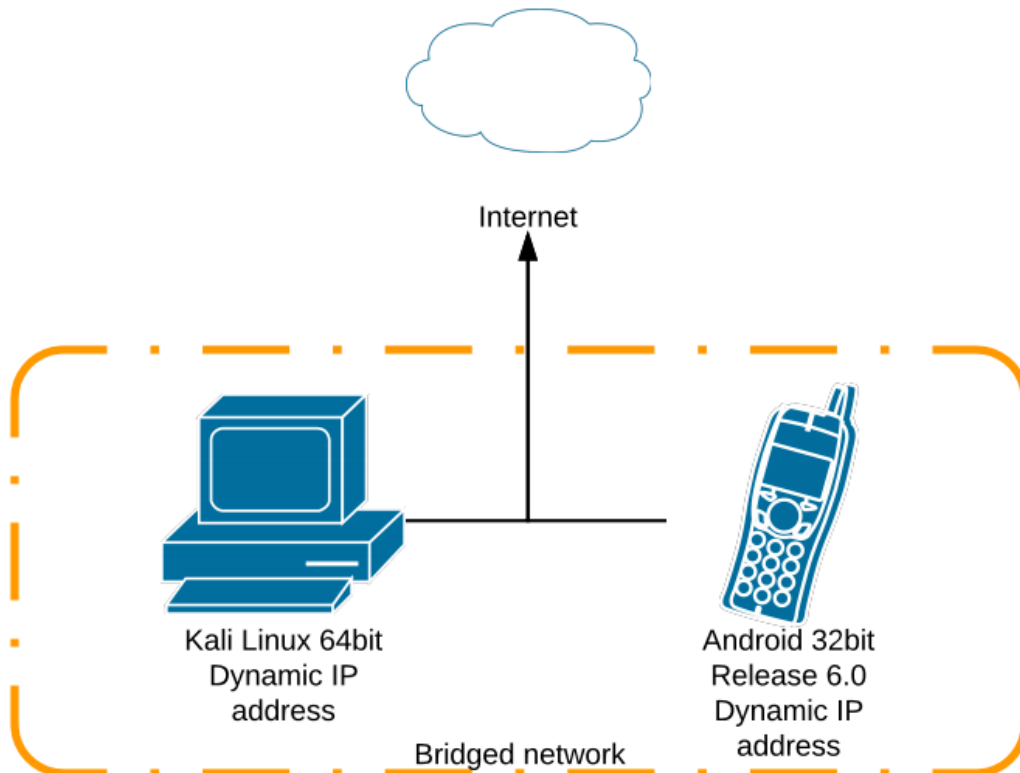 Internet
Kali Linux 64bit
Dynamic IP
address
Android 32bit
Release 6.0
Dynamic IP
address
Bridged network